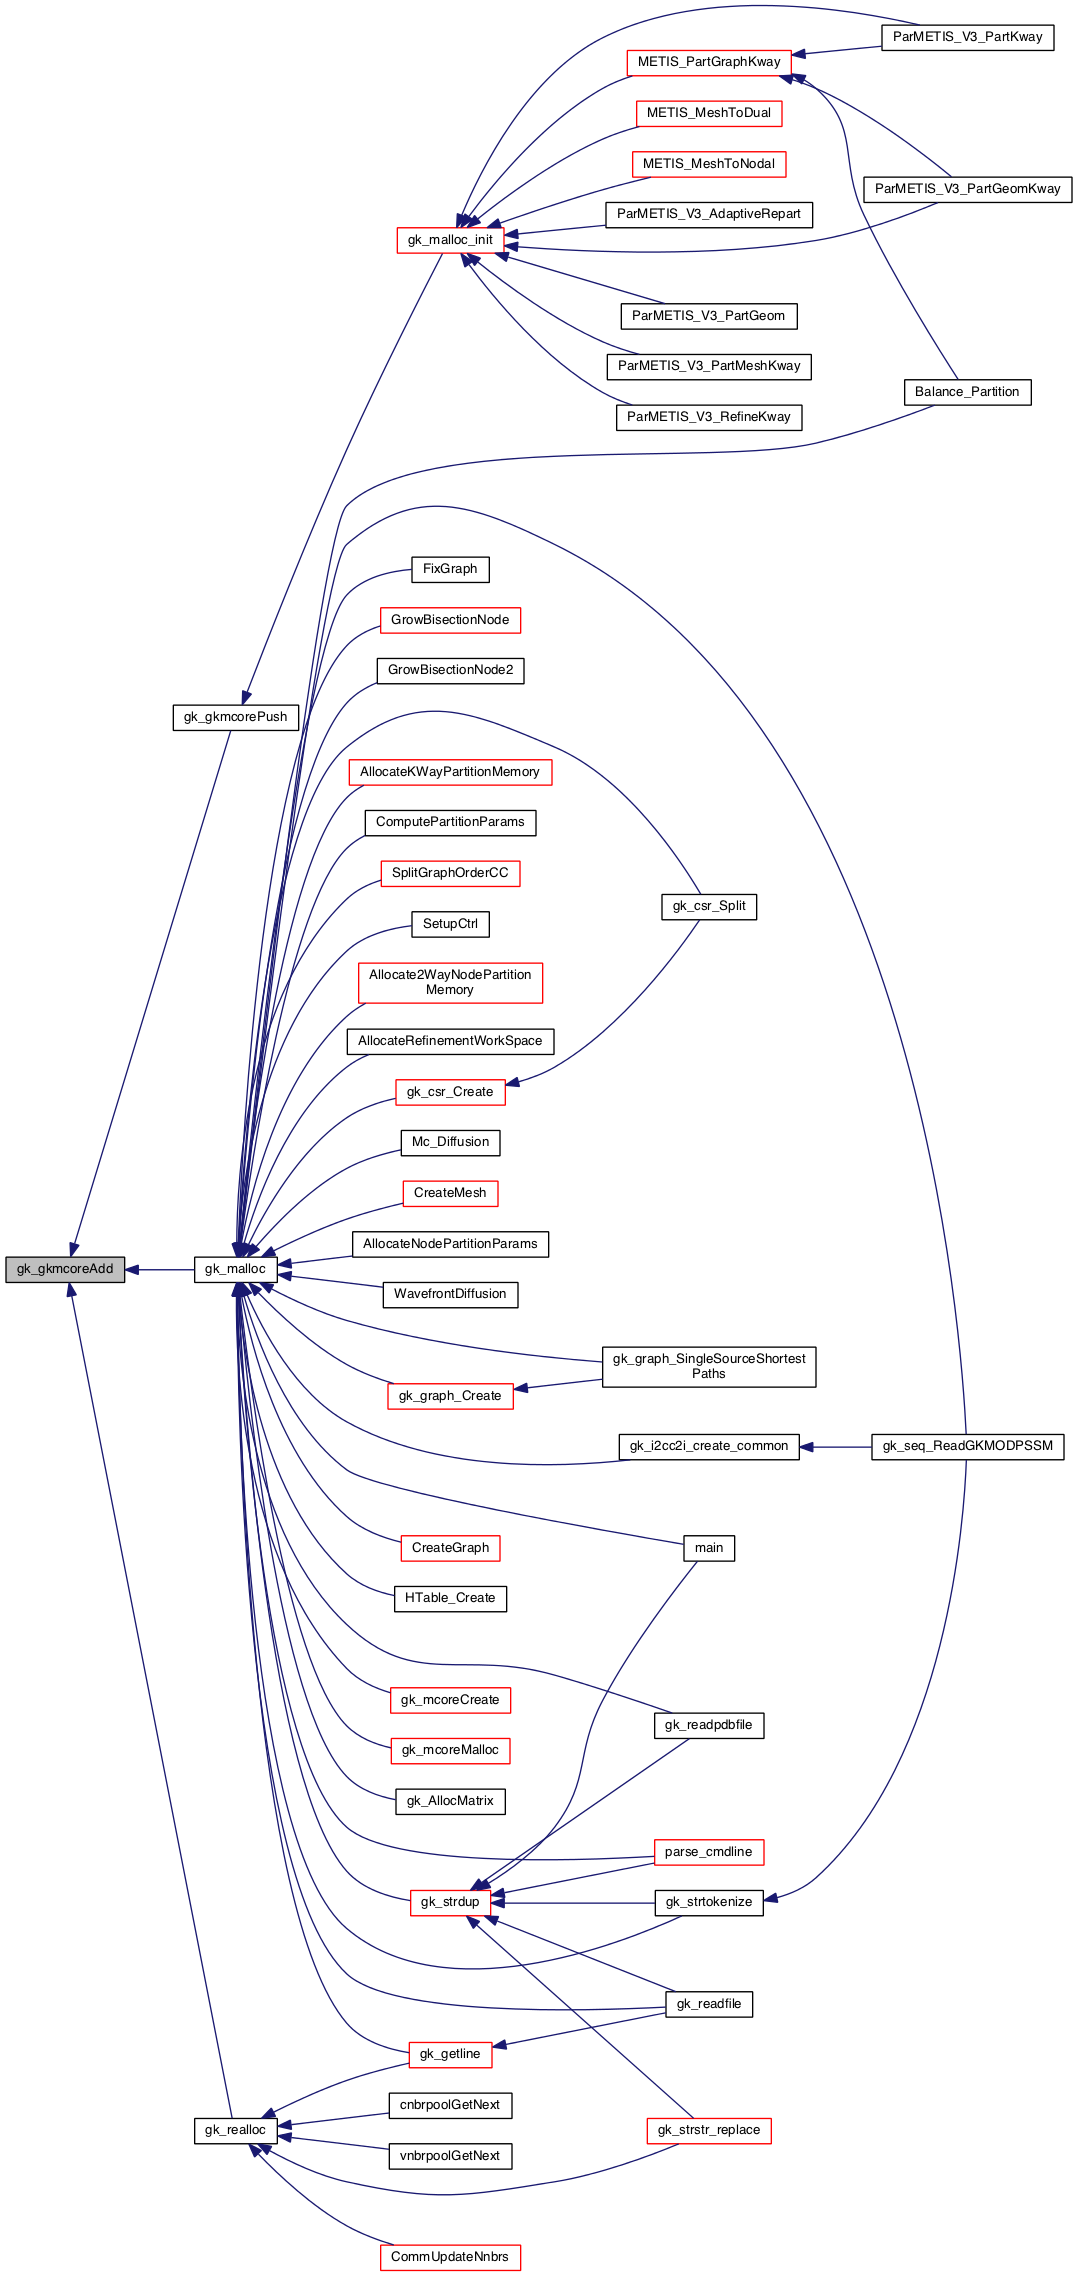 ParMETIS_V3_PartKway
METIS_PartGraphKway
METIS_MeshToDual
METIS_MeshToNodal
ParMETIS_V3_PartGeomKway
ParMETIS_V3_AdaptiveRepart
gk_malloc_init
ParMETIS_V3_PartGeom
ParMETIS_V3_PartMeshKway
Balance_Partition
ParMETIS_V3_RefineKway
FixGraph
GrowBisectionNode
GrowBisectionNode2
gk_gkmcorePush
AllocateKWayPartitionMemory
ComputePartitionParams
SplitGraphOrderCC
gk_csr_Split
SetupCtrl
Allocate2WayNodePartition
Memory
AllocateRefinementWorkSpace
gk_csr_Create
Mc_Diffusion
CreateMesh
AllocateNodePartitionParams
gk_gkmcoreAdd
gk_malloc
WavefrontDiffusion
gk_graph_SingleSourceShortest
Paths
gk_graph_Create
gk_i2cc2i_create_common
gk_seq_ReadGKMODPSSM
CreateGraph
main
HTable_Create
gk_mcoreCreate
gk_readpdbfile
gk_mcoreMalloc
gk_AllocMatrix
parse_cmdline
gk_strdup
gk_strtokenize
gk_readfile
gk_getline
cnbrpoolGetNext
gk_realloc
gk_strstr_replace
vnbrpoolGetNext
CommUpdateNnbrs